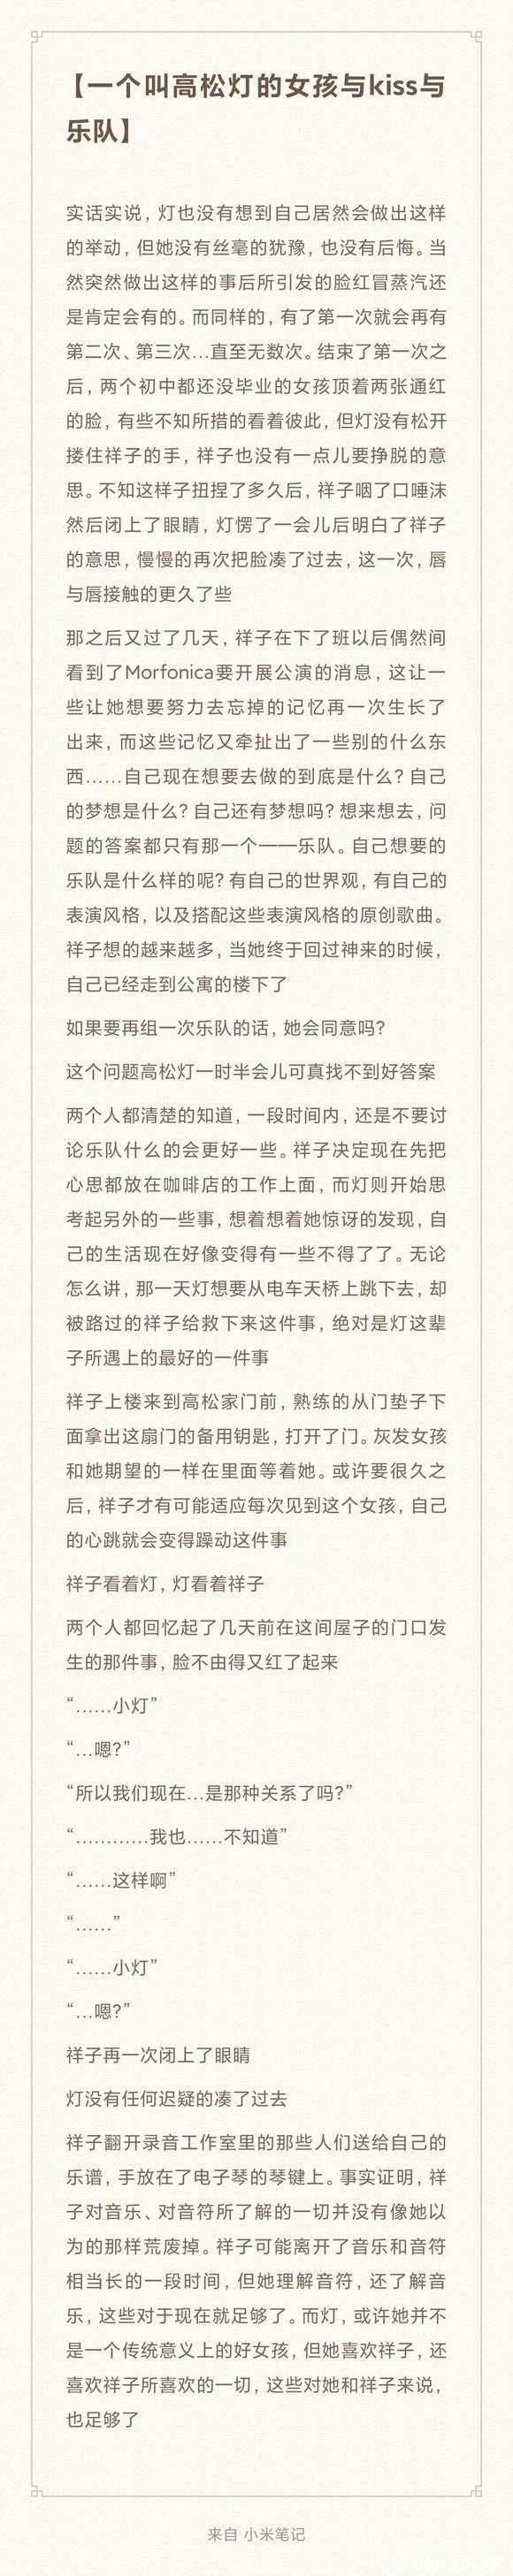 【一个叫高松灯的女孩与kiss与
乐队】
实话实说，灯也没有想到自己居然会做出这样
的举动，但她没有丝毫的犹豫，也没有后悔。当
然突然做出这样的事后所引发的脸红冒蒸汽还
是肯定会有的。而同样的，有了第一次就会再有
第二次、第三次...直至无数次。结束了第一次之
后，两个初中都还没毕业的女孩顶着两张通红
的脸，有些不知所措的看着彼此，但灯没有松开
搂住祥子的手，祥子也没有一点儿要挣脱的意
思。不知这样子扭捏了多久后，祥子咽了口唾沫
然后闭上了眼睛，灯愣了一会儿后明白了祥子
的意思，慢慢的再次把脸凑了过去，这一次，唇
与唇接触的更久了些
那之后又过了几天，祥子在下了班以后偶然间
看到了Morfonica要开展公演的消息，这让一
些让她想要努力去忘掉的记忆再一次生长了
出来，而这些记忆又牵扯出了一些别的什么东
西......自己现在想要去做的到底是什么？自己
的梦想是什么？自己还有梦想吗？想来想去，问
题的答案都只有那一个——乐队。自己想要的
乐队是什么样的呢？有自己的世界观，有自己的
表演风格，以及搭配这些表演风格的原创歌曲。
祥子想的越来越多，当她终于回过神来的时候，
自己已经走到公寓的楼下了
如果要再组一次乐队的话，她会同意吗？
这个问题高松灯一时半会儿可真找不到好答案
两个人都清楚的知道，一段时间内，还是不要讨
论乐队什么的会更好一些。祥子决定现在先把
心思都放在咖啡店的工作上面，而灯则开始思
考起另外的一些事，想着想着她惊讶的发现，自
己的生活现在好像变得有一些不得了了。无论
怎么讲，那一天灯想要从电车天桥上跳下去，却
被路过的祥子给救下来这件事，绝对是灯这辈
子所遇上的最好的一件事
祥子上楼来到高松家门前，熟练的从门垫子下
面拿出这扇门的备用钥匙，打开了门。灰发女孩
和她期望的一样在里面等着她。或许要很久之
后，祥子才有可能适应每次见到这个女孩，自己
的心跳就会变得躁动这件事
祥子看着灯，灯看着祥子
两个人都回忆起了几天前在这间屋子的门口发
生的那件事，脸不由得又红了起来
“......小灯”
“...嗯？”
“所以我们现在...是那种关系了吗？”
“............我也......不知道”
“......这样啊”
“......”
“......小灯”
“...嗯？”
祥子再一次闭上了眼睛
灯没有任何迟疑的凑了过去
祥子翻开录音工作室里的那些人们送给自己的
乐谱，手放在了电子琴的琴键上。事实证明，祥
子对音乐、对音符所了解的一切并没有像她以
为的那样荒废掉。祥子可能离开了音乐和音符
相当长的一段时间，但她理解音符，还了解音
乐，这些对于现在就足够了。而灯，或许她并不
是一个传统意义上的好女孩，但她喜欢祥子，还
喜欢祥子所喜欢的一切，这些对她和祥子来说，
也足够了
来自 小米笔记